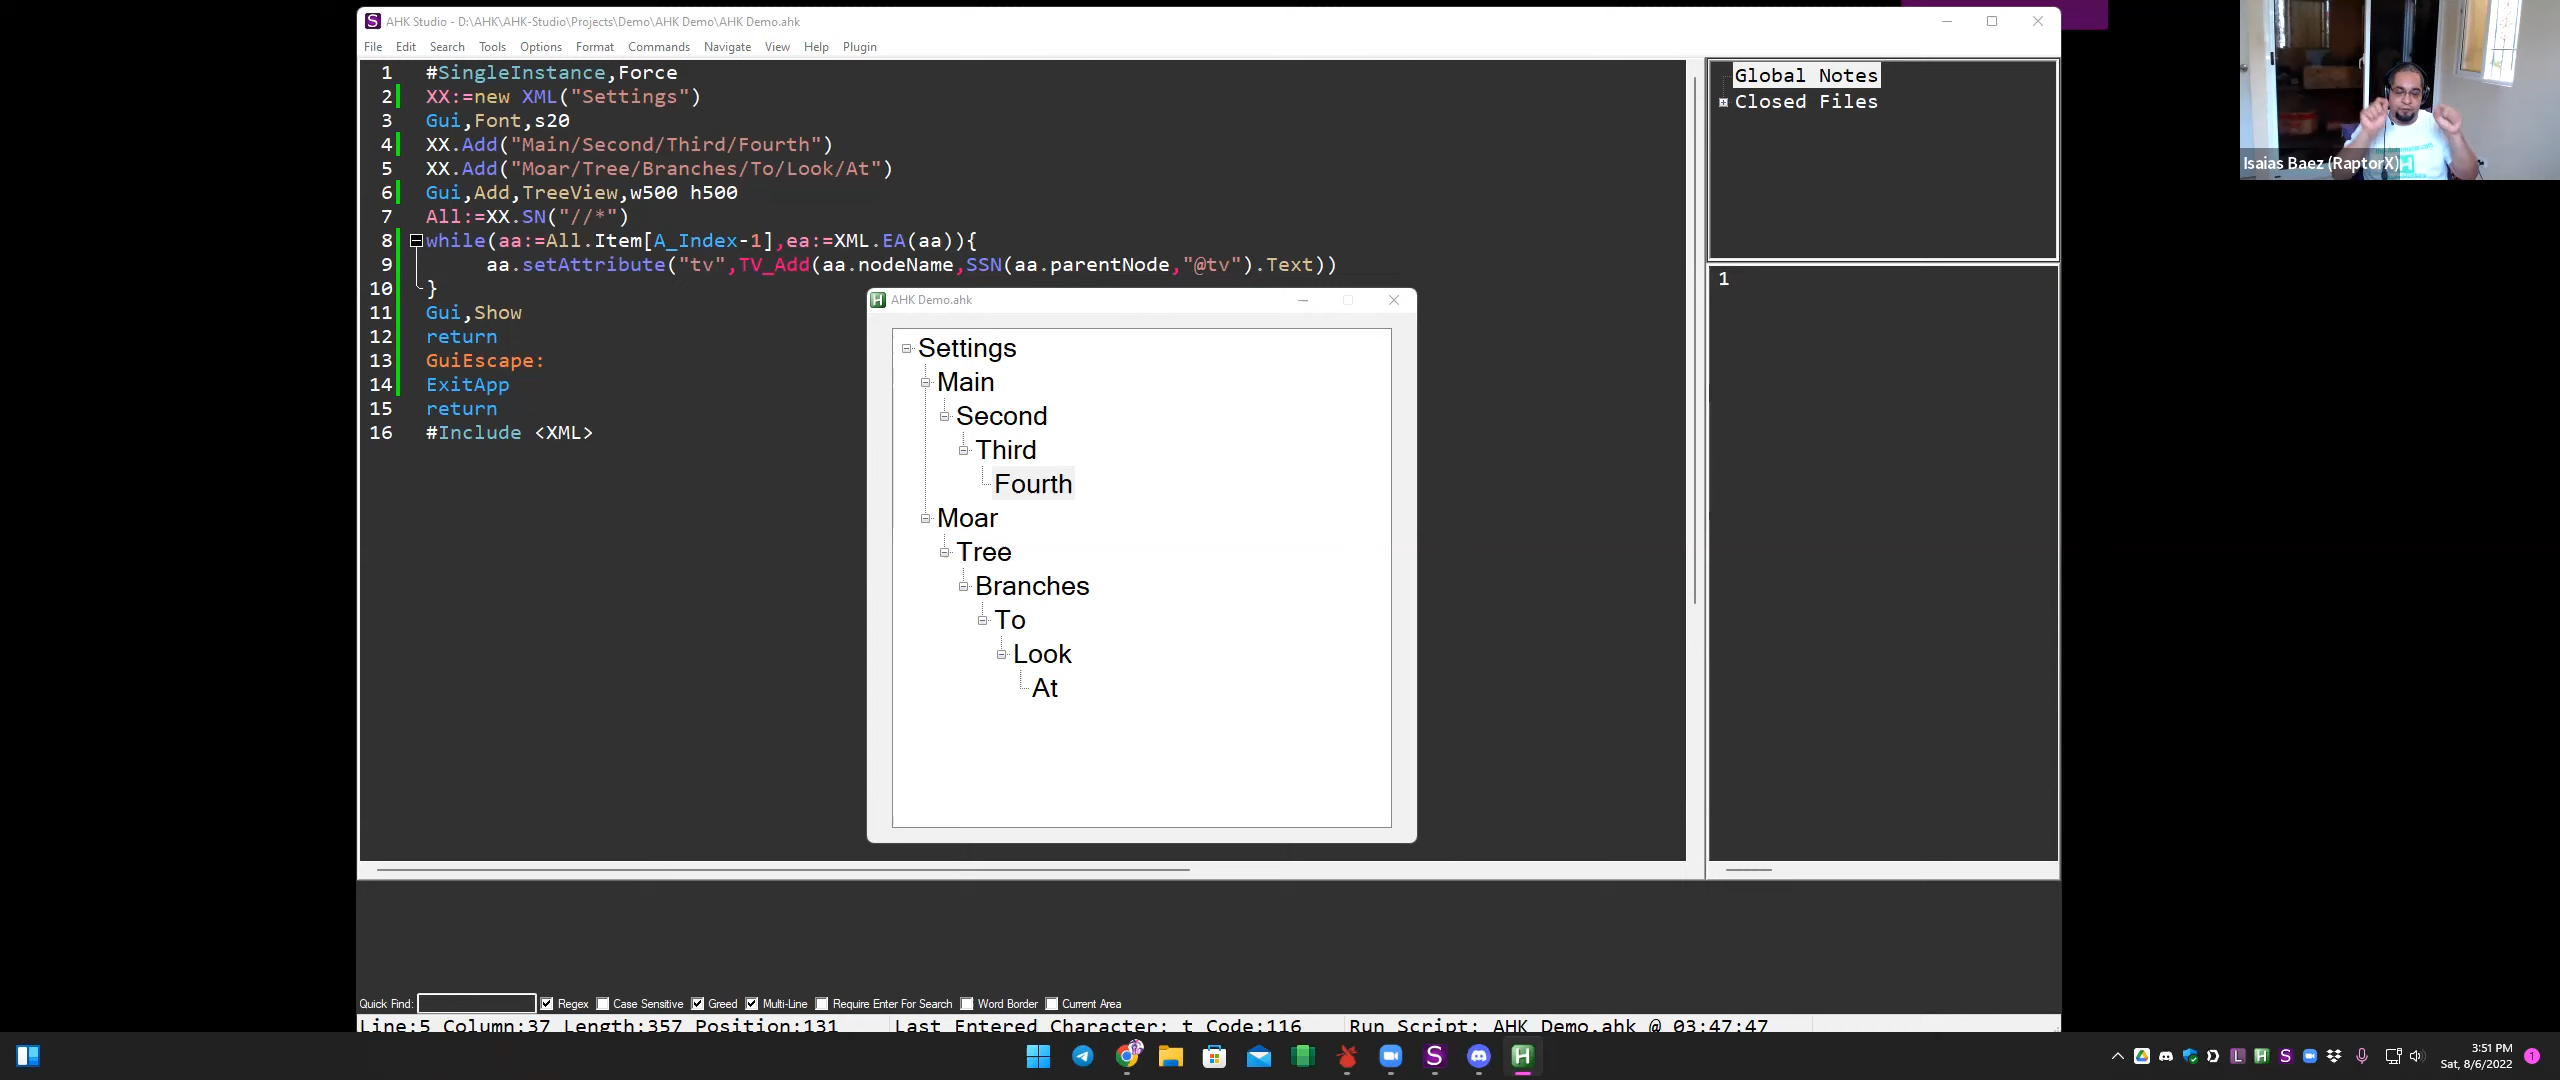 AHK Studio - D:\AHK\AHK-Studio\Projects\Demo\AHK Demo\AHK Demo.ahk
File Edit Search Tools Options Format Commands Navigate View Help Plugin
1 #SingleInstance,Force
2 XX:=new XML("Settings")
3 Gui,Font,s20
4 XX.Add("Main/Second/Third/Fourth")
5 XX.Add("Moar/Tree/Branches/To/Look/At")
6 Gui,Add,TreeView,w500 h500
7 All:=XX.SN("//*")
8 while(aa:=All.Item[A_Index-1],ea:=XML.EA(aa)){
9 aa.setAttribute("tv",TV_Add(aa.nodeName,SSN(aa.parentNode,"@tv").Text))
10 }
11 Gui,Show
12 return
13 GuiEscape:
14 ExitApp
15 return
16 #Include <XML>
AHK Demo.ahk
Settings
Main
Second
Third
Fourth
Moar
Tree
Branches
To
Look
At
Global Notes
Closed Files
1
Isaias Baez (RaptorX)
Quick Find: Regex Case Sensitive Greed Multi-Line Require Enter For Search Word Border Current Area
Line:5 Column:37 Length:357 Position:131 Last Entered Character: t Code:116 Run Script: AHK Demo.ahk @ 03:47:47
3:51 PM
Sat, 8/6/2022
1